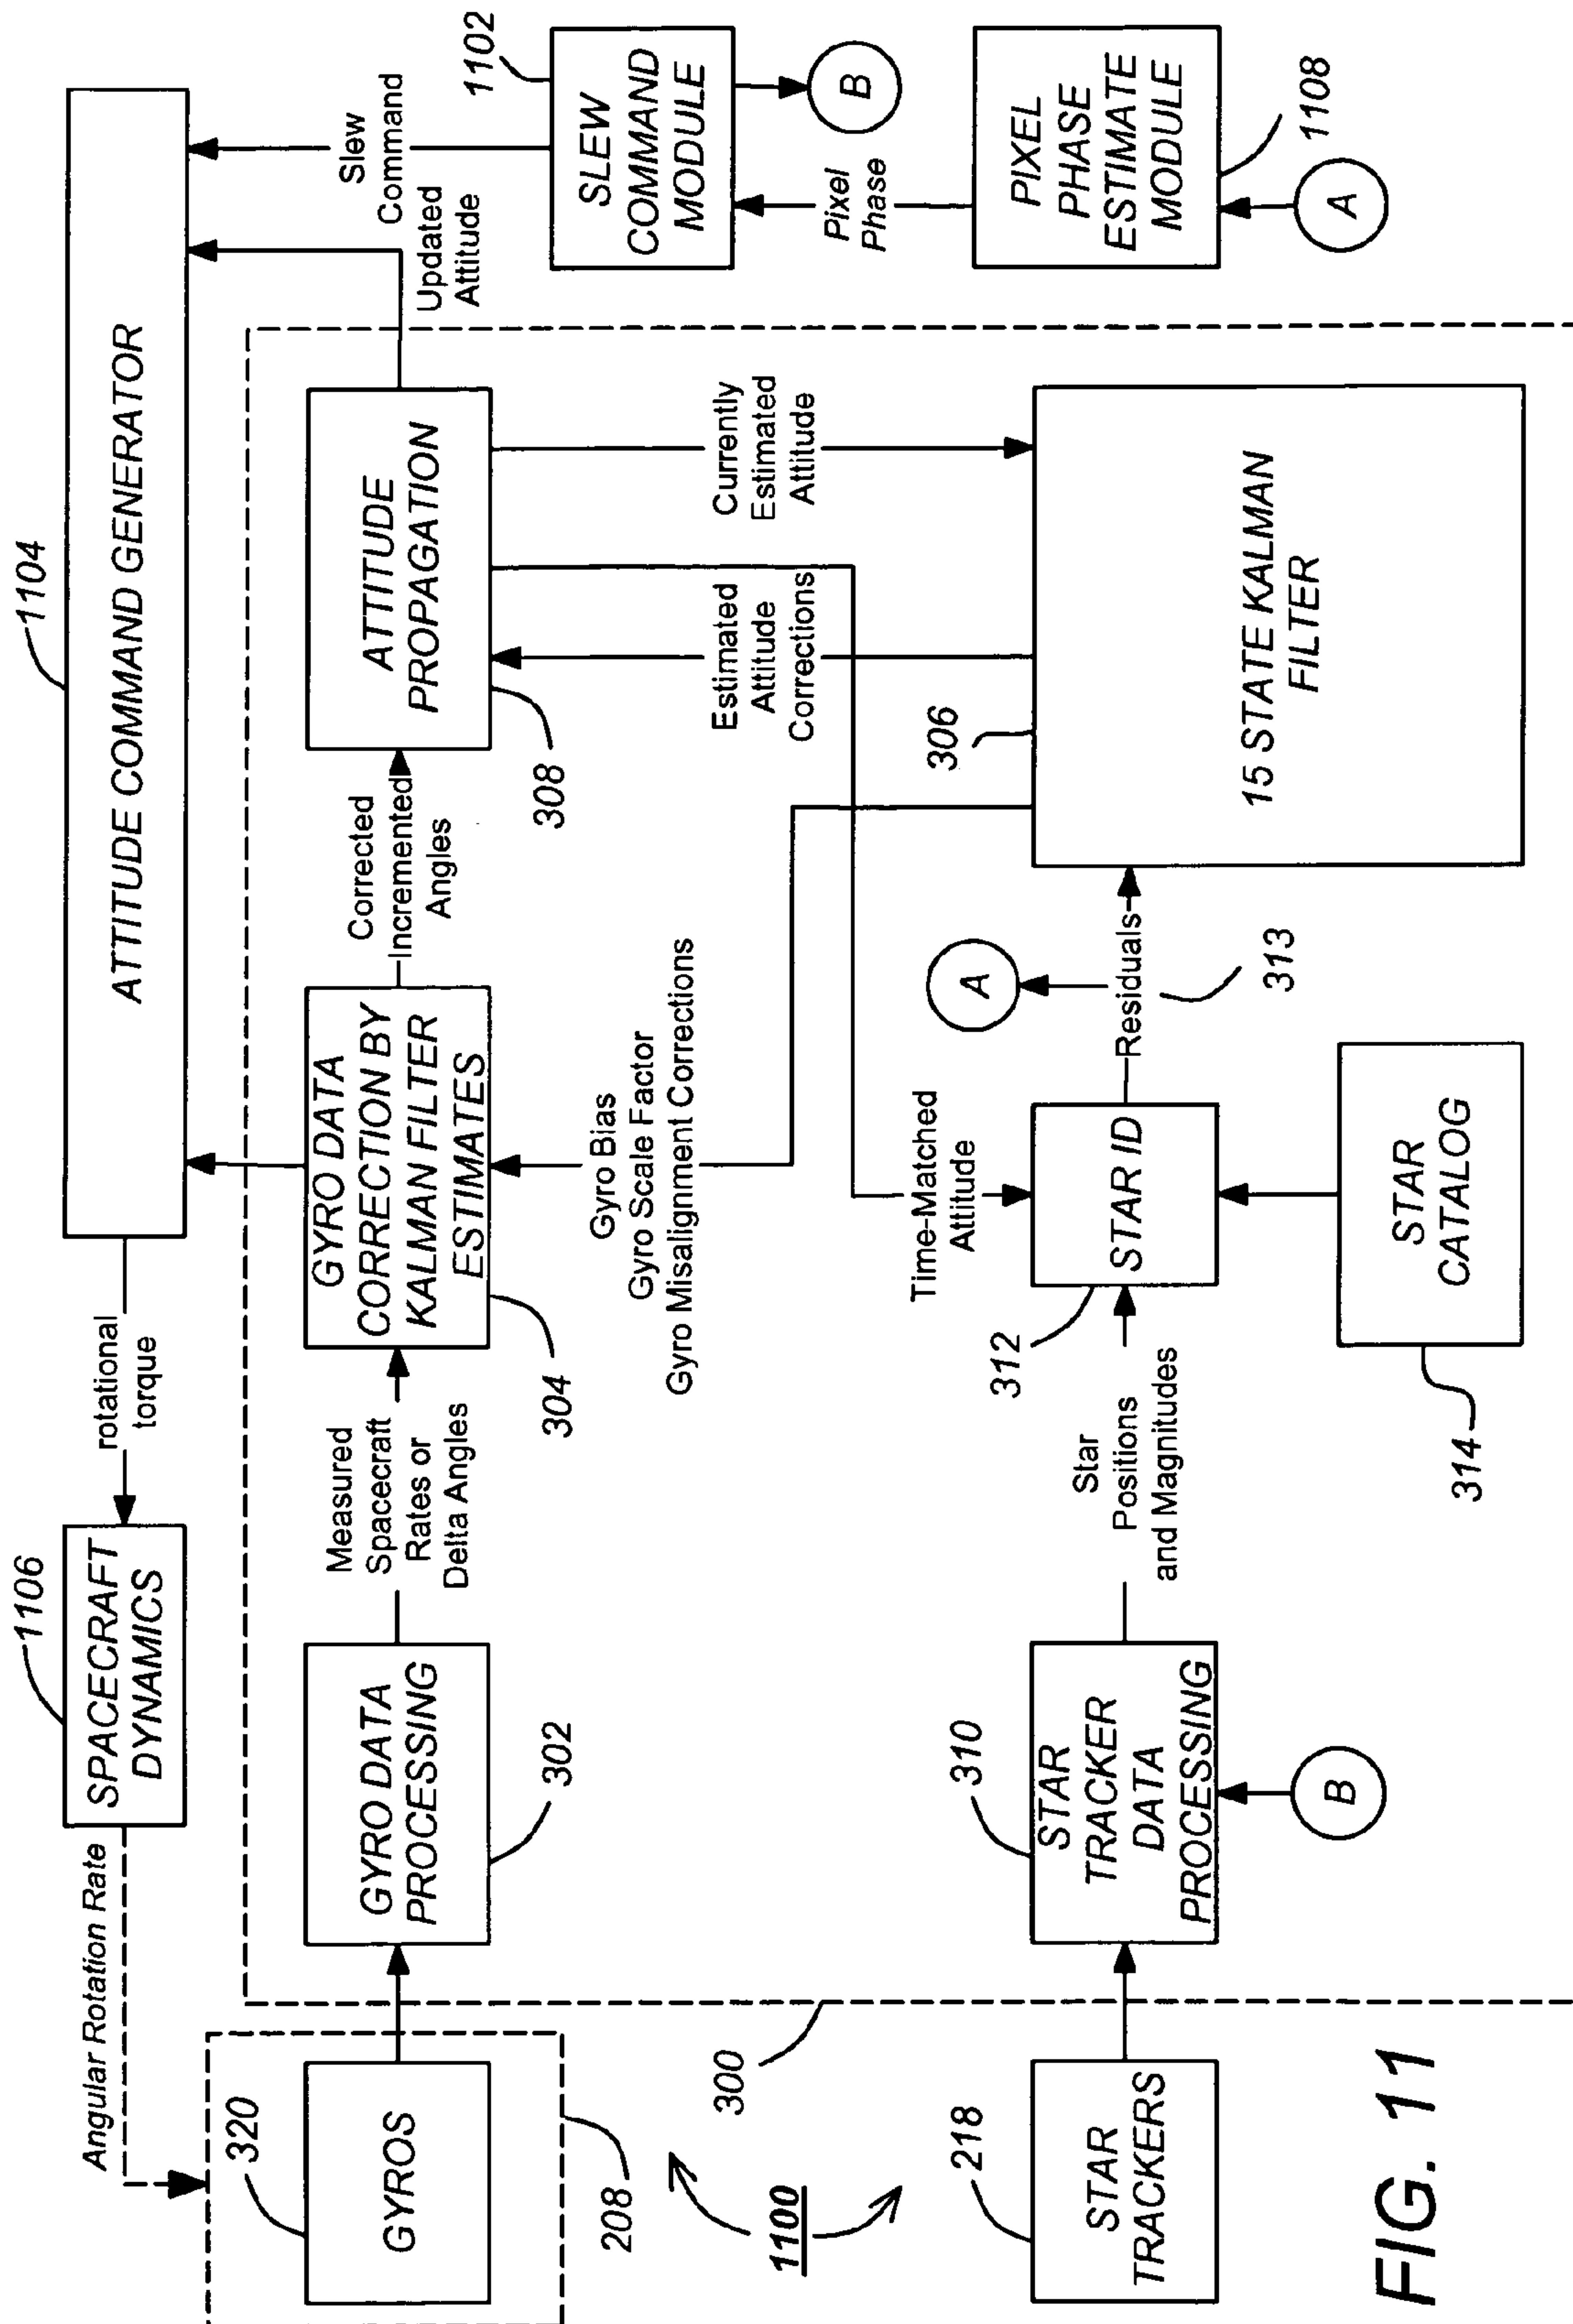 1106
1104
SPACECRAFT
DYNAMICS
rotational
torque
ATTITUDE COMMAND GENERATOR
Angular Rotation Rate
320
GYROS
208
GYRO DATA
PROCESSING
302
Measured
Spacecraft
Rates or
Delta Angles
GYRO DATA
CORRECTION BY
KALMAN FILTER
ESTIMATES
304
Corrected
Incremented
Angles
ATTITUDE
PROPAGATION
308
Updated
Attitude
Slew
Command
1102
SLEW
COMMAND
MODULE
B
Pixel
Phase
PIXEL
PHASE
ESTIMATE
MODULE
1108
A
Gyro Bias
Gyro Scale Factor
Gyro Misalignment Corrections
Estimated
Attitude
Corrections
Currently
Estimated
Attitude
300
1100
218
STAR
TRACKERS
310
STAR
TRACKER
DATA
PROCESSING
B
Star
Positions
and Magnitudes
Time-Matched
Attitude
312
STAR ID
A
Residuals
313
306
15 STATE KALMAN
FILTER
STAR
CATALOG
314
FIG. 11